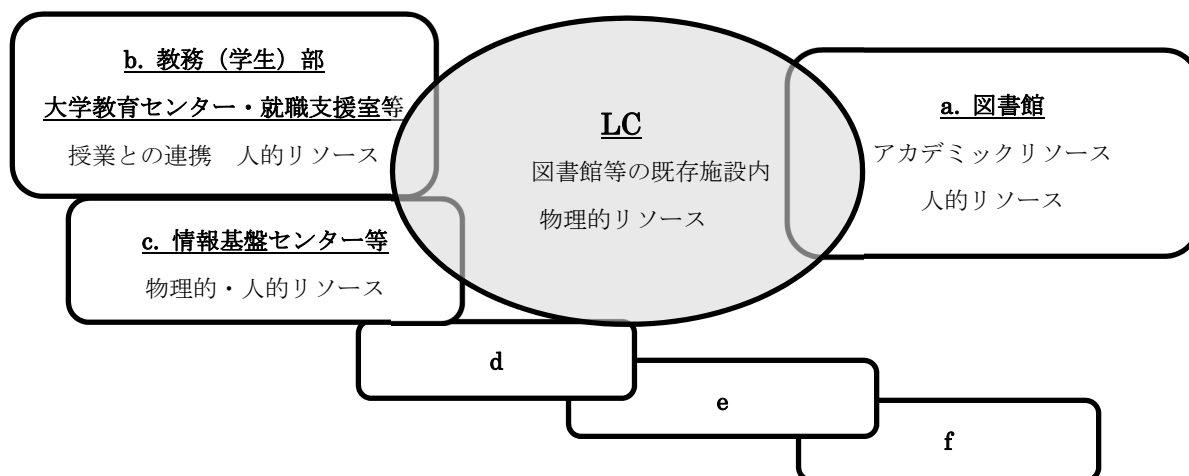 b. 教務（学生）部
大学教育センター・就職支援室等
授業との連携　人的リソース
LC
図書館等の既存施設内
物理的リソース
a. 図書館
アカデミックリソース
人的リソース
c. 情報基盤センター等
物理的・人的リソース
d
e
f